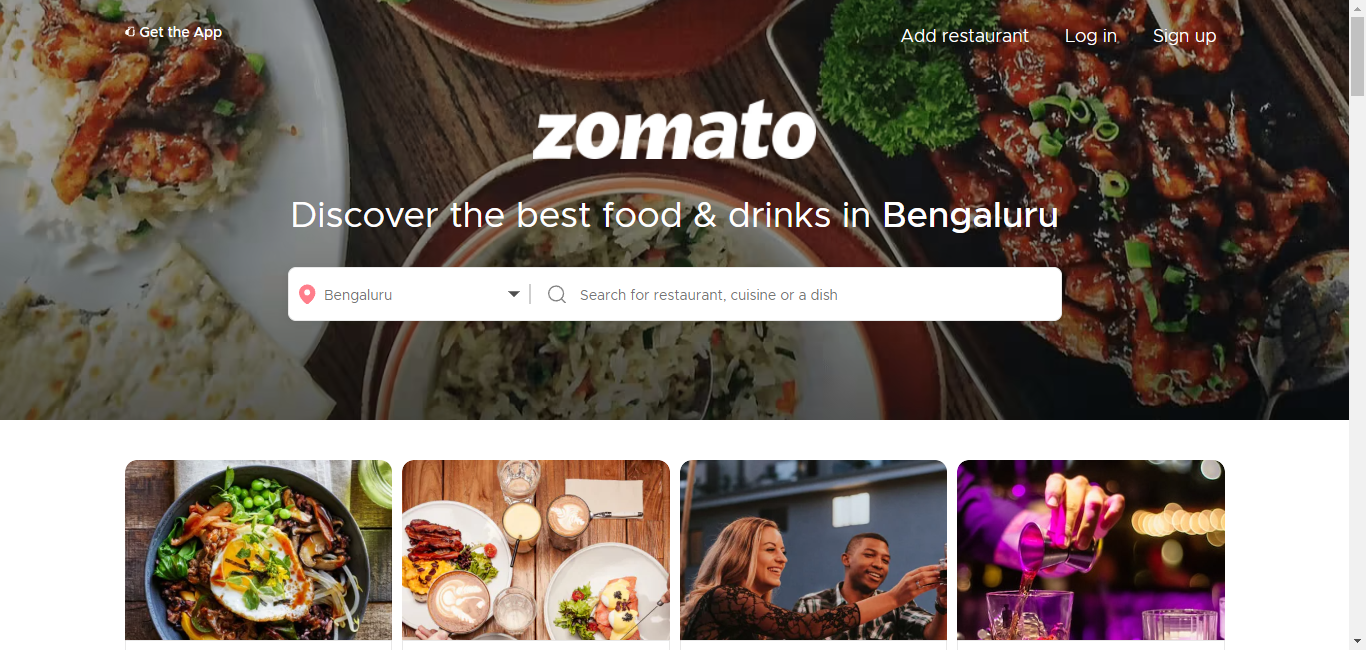 Get the App
Add restaurant Log in Sign up
zomato
Discover the best food & drinks in Bengaluru
Bengaluru
Search for restaurant, cuisine or a dish